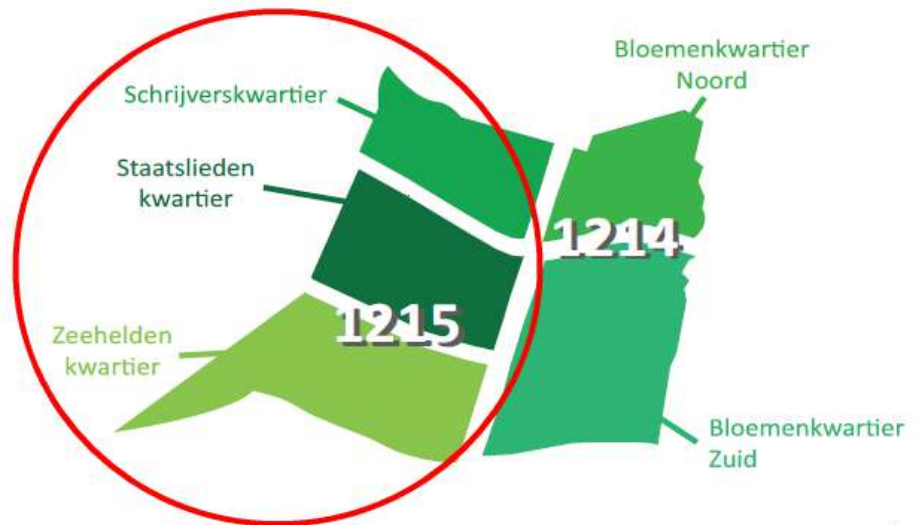 Bloemenkwartier
Noord
Schrijverskwartier
Staatslieden
kwartier
1214
1215
Zeehelden
kwartier
Bloemenkwartier
Zuid